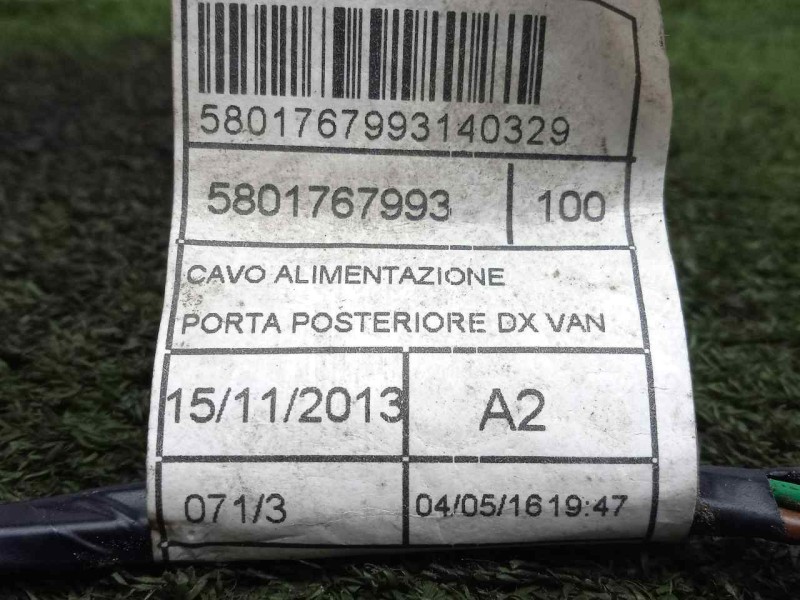 5801767993140329
5801767993 100
CAVO ALIMENTAZIONE
PORTA POSTERIORE DX VAN
15/11/2013 A2
071/3 04/05/1619:47